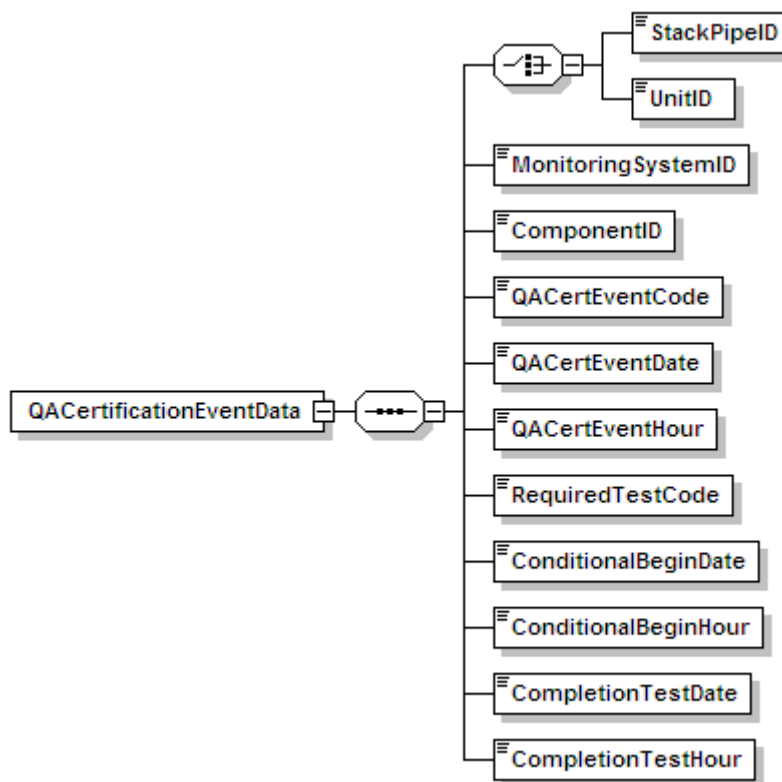 StackPipeID
UnitID
MonitoringSystemID
ComponentID
QACertEventCode
QACertEventDate
QACertificationEventData
QACertEventHour
RequiredTestCode
ConditionalBeginDate
ConditionalBeginHour
CompletionTestDate
CompletionTestHour